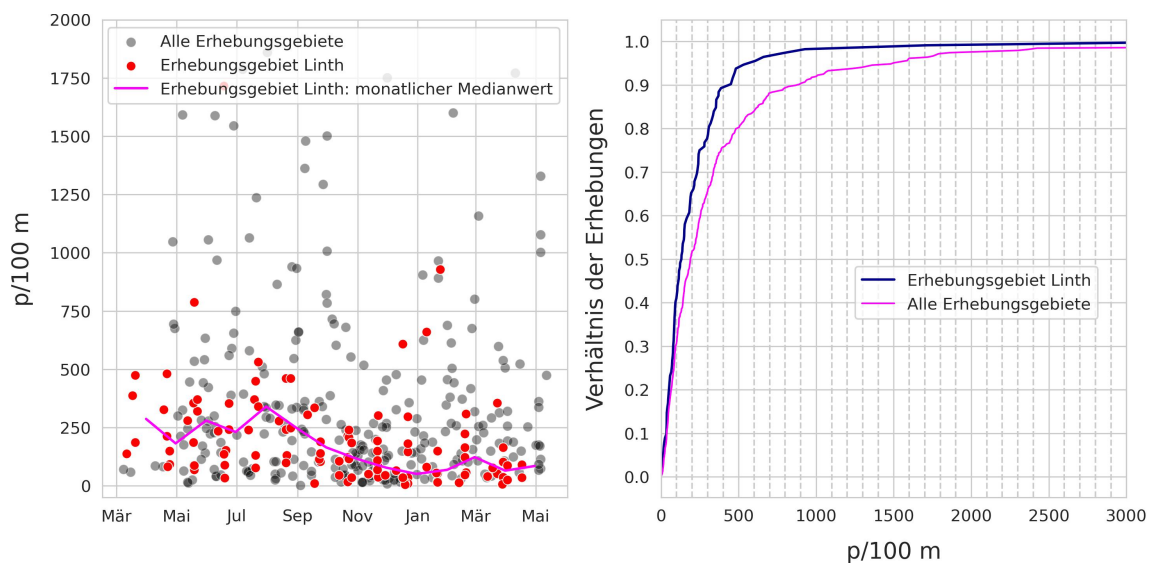 2000
1750
1500
1250
1000
750
500
250
0
p/100 m
Alle Erhebungsgebiete
Erhebungsgebiet Linth
Erhebungsgebiet Linth: monatlicher Medianwert
Mär Mai Jul Sep Nov Jan Mär Mai
1.0
0.9
0.8
0.7
0.6
0.5
0.4
0.3
0.2
0.1
0.0
Verhältnis der Erhebungen
Erhebungsgebiet Linth
Alle Erhebungsgebiete
0 500 1000 1500 2000 2500 3000
p/100 m